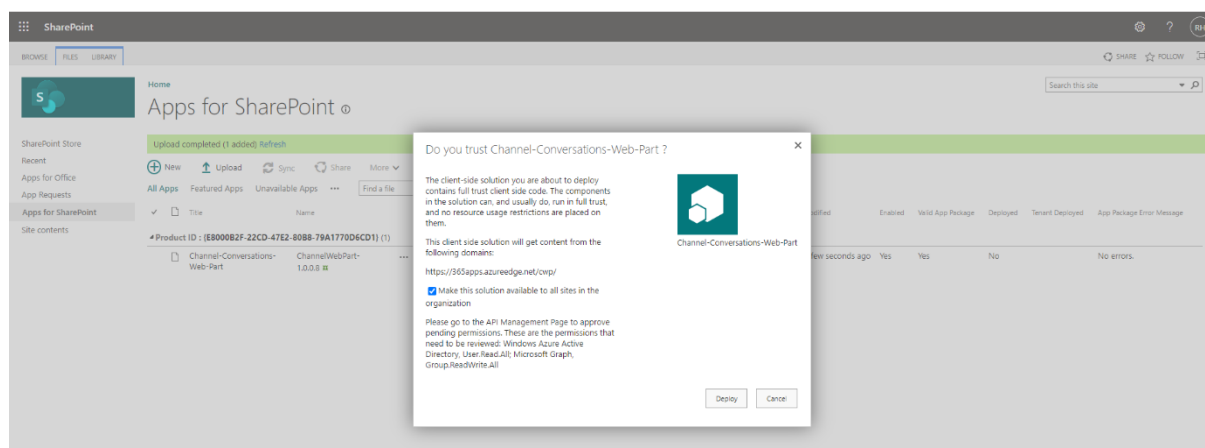 SharePoint
?
RH
BROWSE FILES LIBRARY
SHARE FOLLOW
S
Home
Apps for SharePoint
Search this site
SharePoint Store
Recent
Apps for Office
App Requests
Apps for SharePoint
Site contents
Upload completed (1 added) Refresh
New Upload Sync Share More
All Apps Featured Apps Unavailable Apps ••• Find a file
Title Name
Enabled Valid App Package Deployed Tenant Deployed App Package Error Message
Product ID : {E8000B2F-22CD-47E2-80B8-79A1770D6CD1} (1)
Channel-Conversations-
Web-Part
ChannelWebPart-
1.0.0.8
•••
few seconds ago Yes Yes No No errors.
Do you trust Channel-Conversations-Web-Part ?
The client-side solution you are about to deploy
contains full trust client side code. The components
in the solution can, and usually do, run in full trust,
and no resource usage restrictions are placed on
them.
This client side solution will get content from the
following domains:
https://365apps.azureedge.net/cwp/
Make this solution available to all sites in the
organization
Please go to the API Management Page to approve
pending permissions. These are the permissions that
need to be reviewed: Windows Azure Active
Directory, User.Read.All; Microsoft Graph,
Group.ReadWrite.All
Channel-Conversations-Web-Part
Deploy Cancel